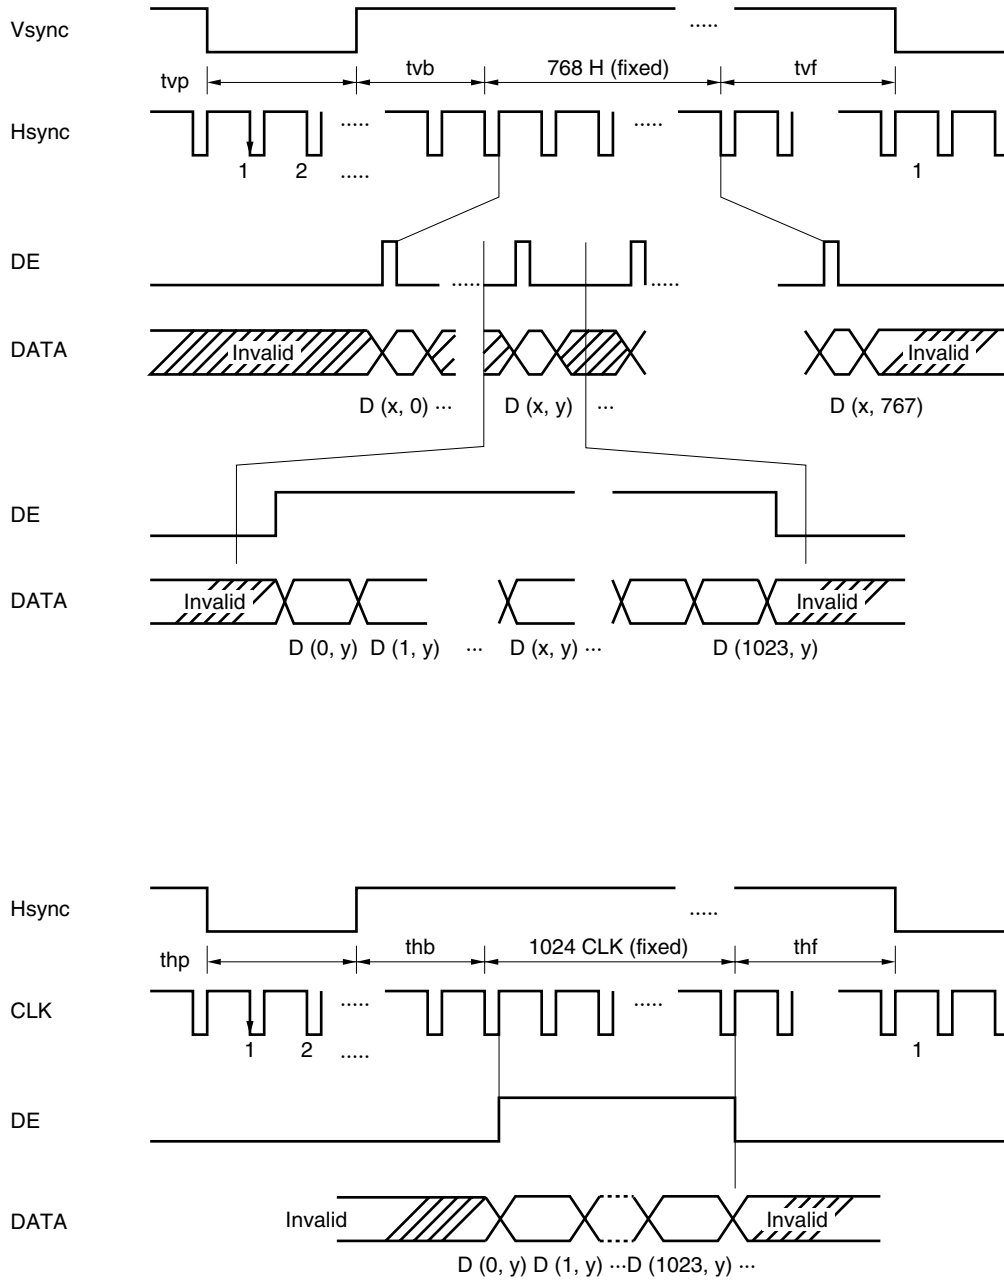 Vsync
.....
tvp tvb 768 H (fixed) tvf
Hsync
..... .....
1 2 ..... 1
DE
..... .....
DATA
Invalid Invalid
D (x, 0) ... D (x, y) ... D (x, 767)
DE
DATA
Invalid Invalid
D (0, y) D (1, y) ... D (x, y) ... D (1023, y)
Hsync
.....
thp thb 1024 CLK (fixed) thf
CLK
..... .....
1 2 ..... 1
DE
DATA
Invalid Invalid
D (0, y) D (1, y) ...D (1023, y) ...